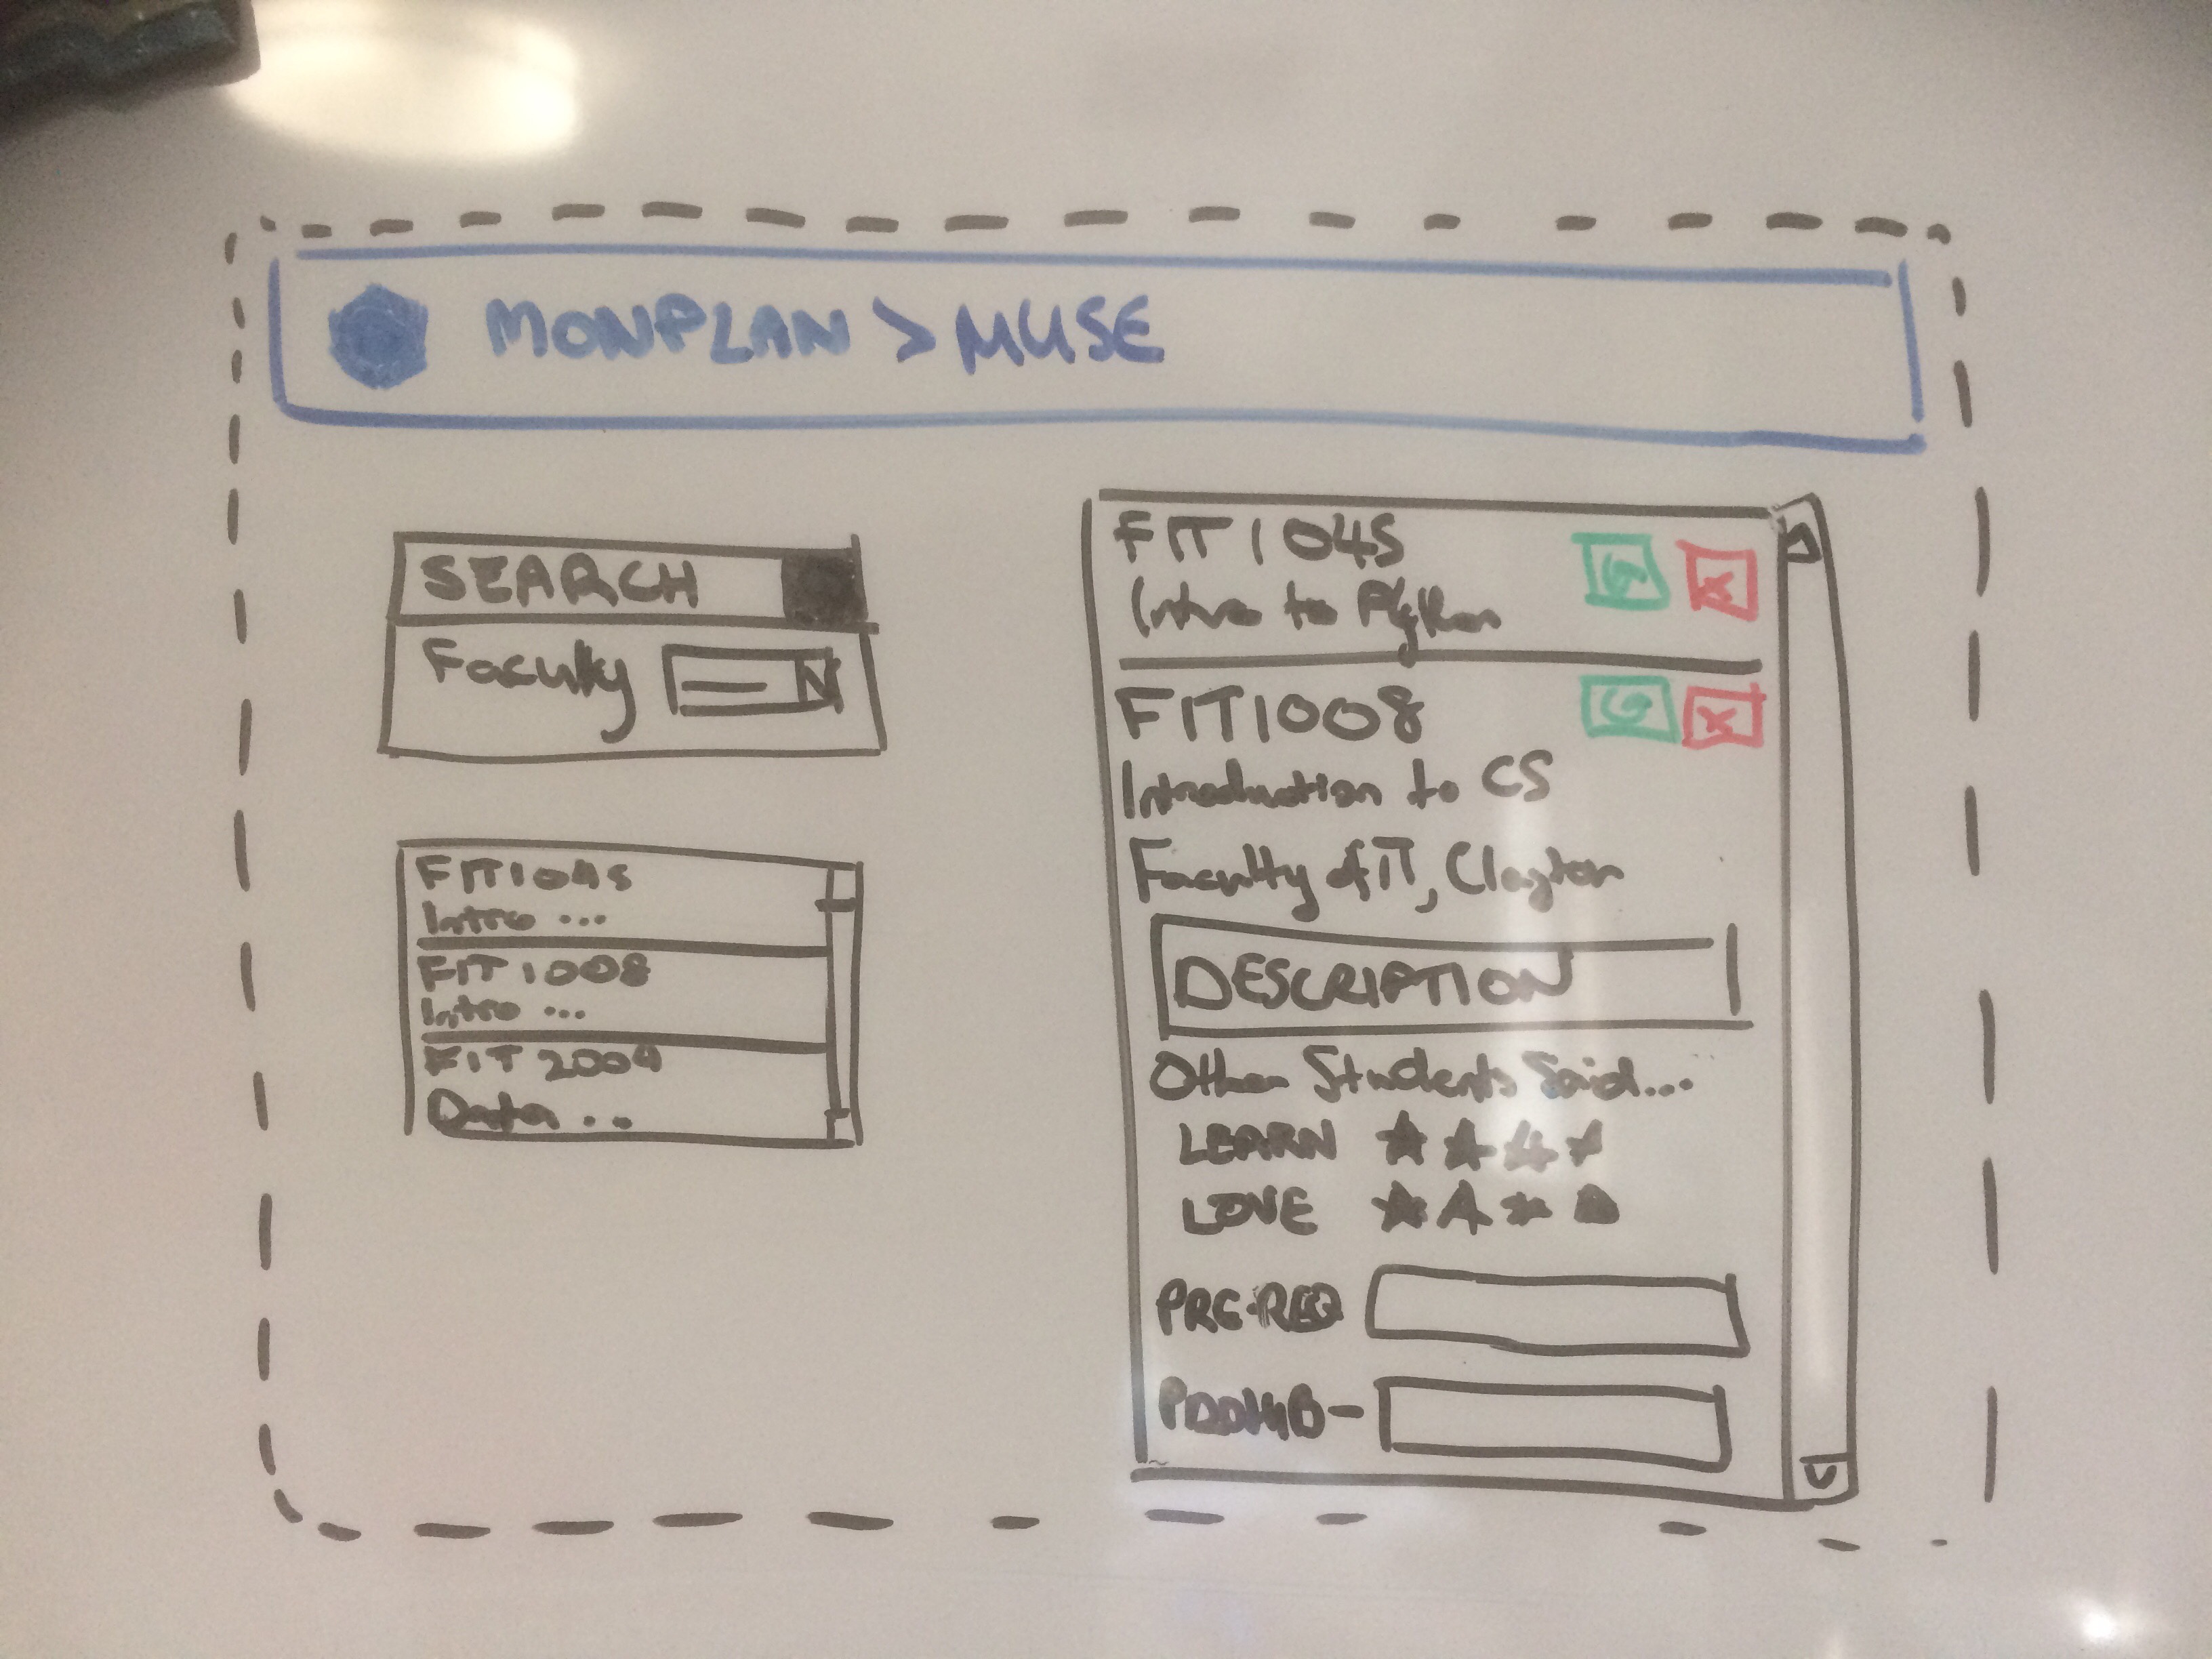 MONPLAN > MUSE
SEARCH
Faculty
FIT1045
Intro ...
FIT1008
Intro ...
FIT2004
Data ..
FIT1045
Intro to Python
G X
FIT1008
G X
Introduction to CS
Faculty of IT, Clayton
DESCRIPTION
Other Students Said...
LEARN
LOVE
PRE-REQ
PROHIB-